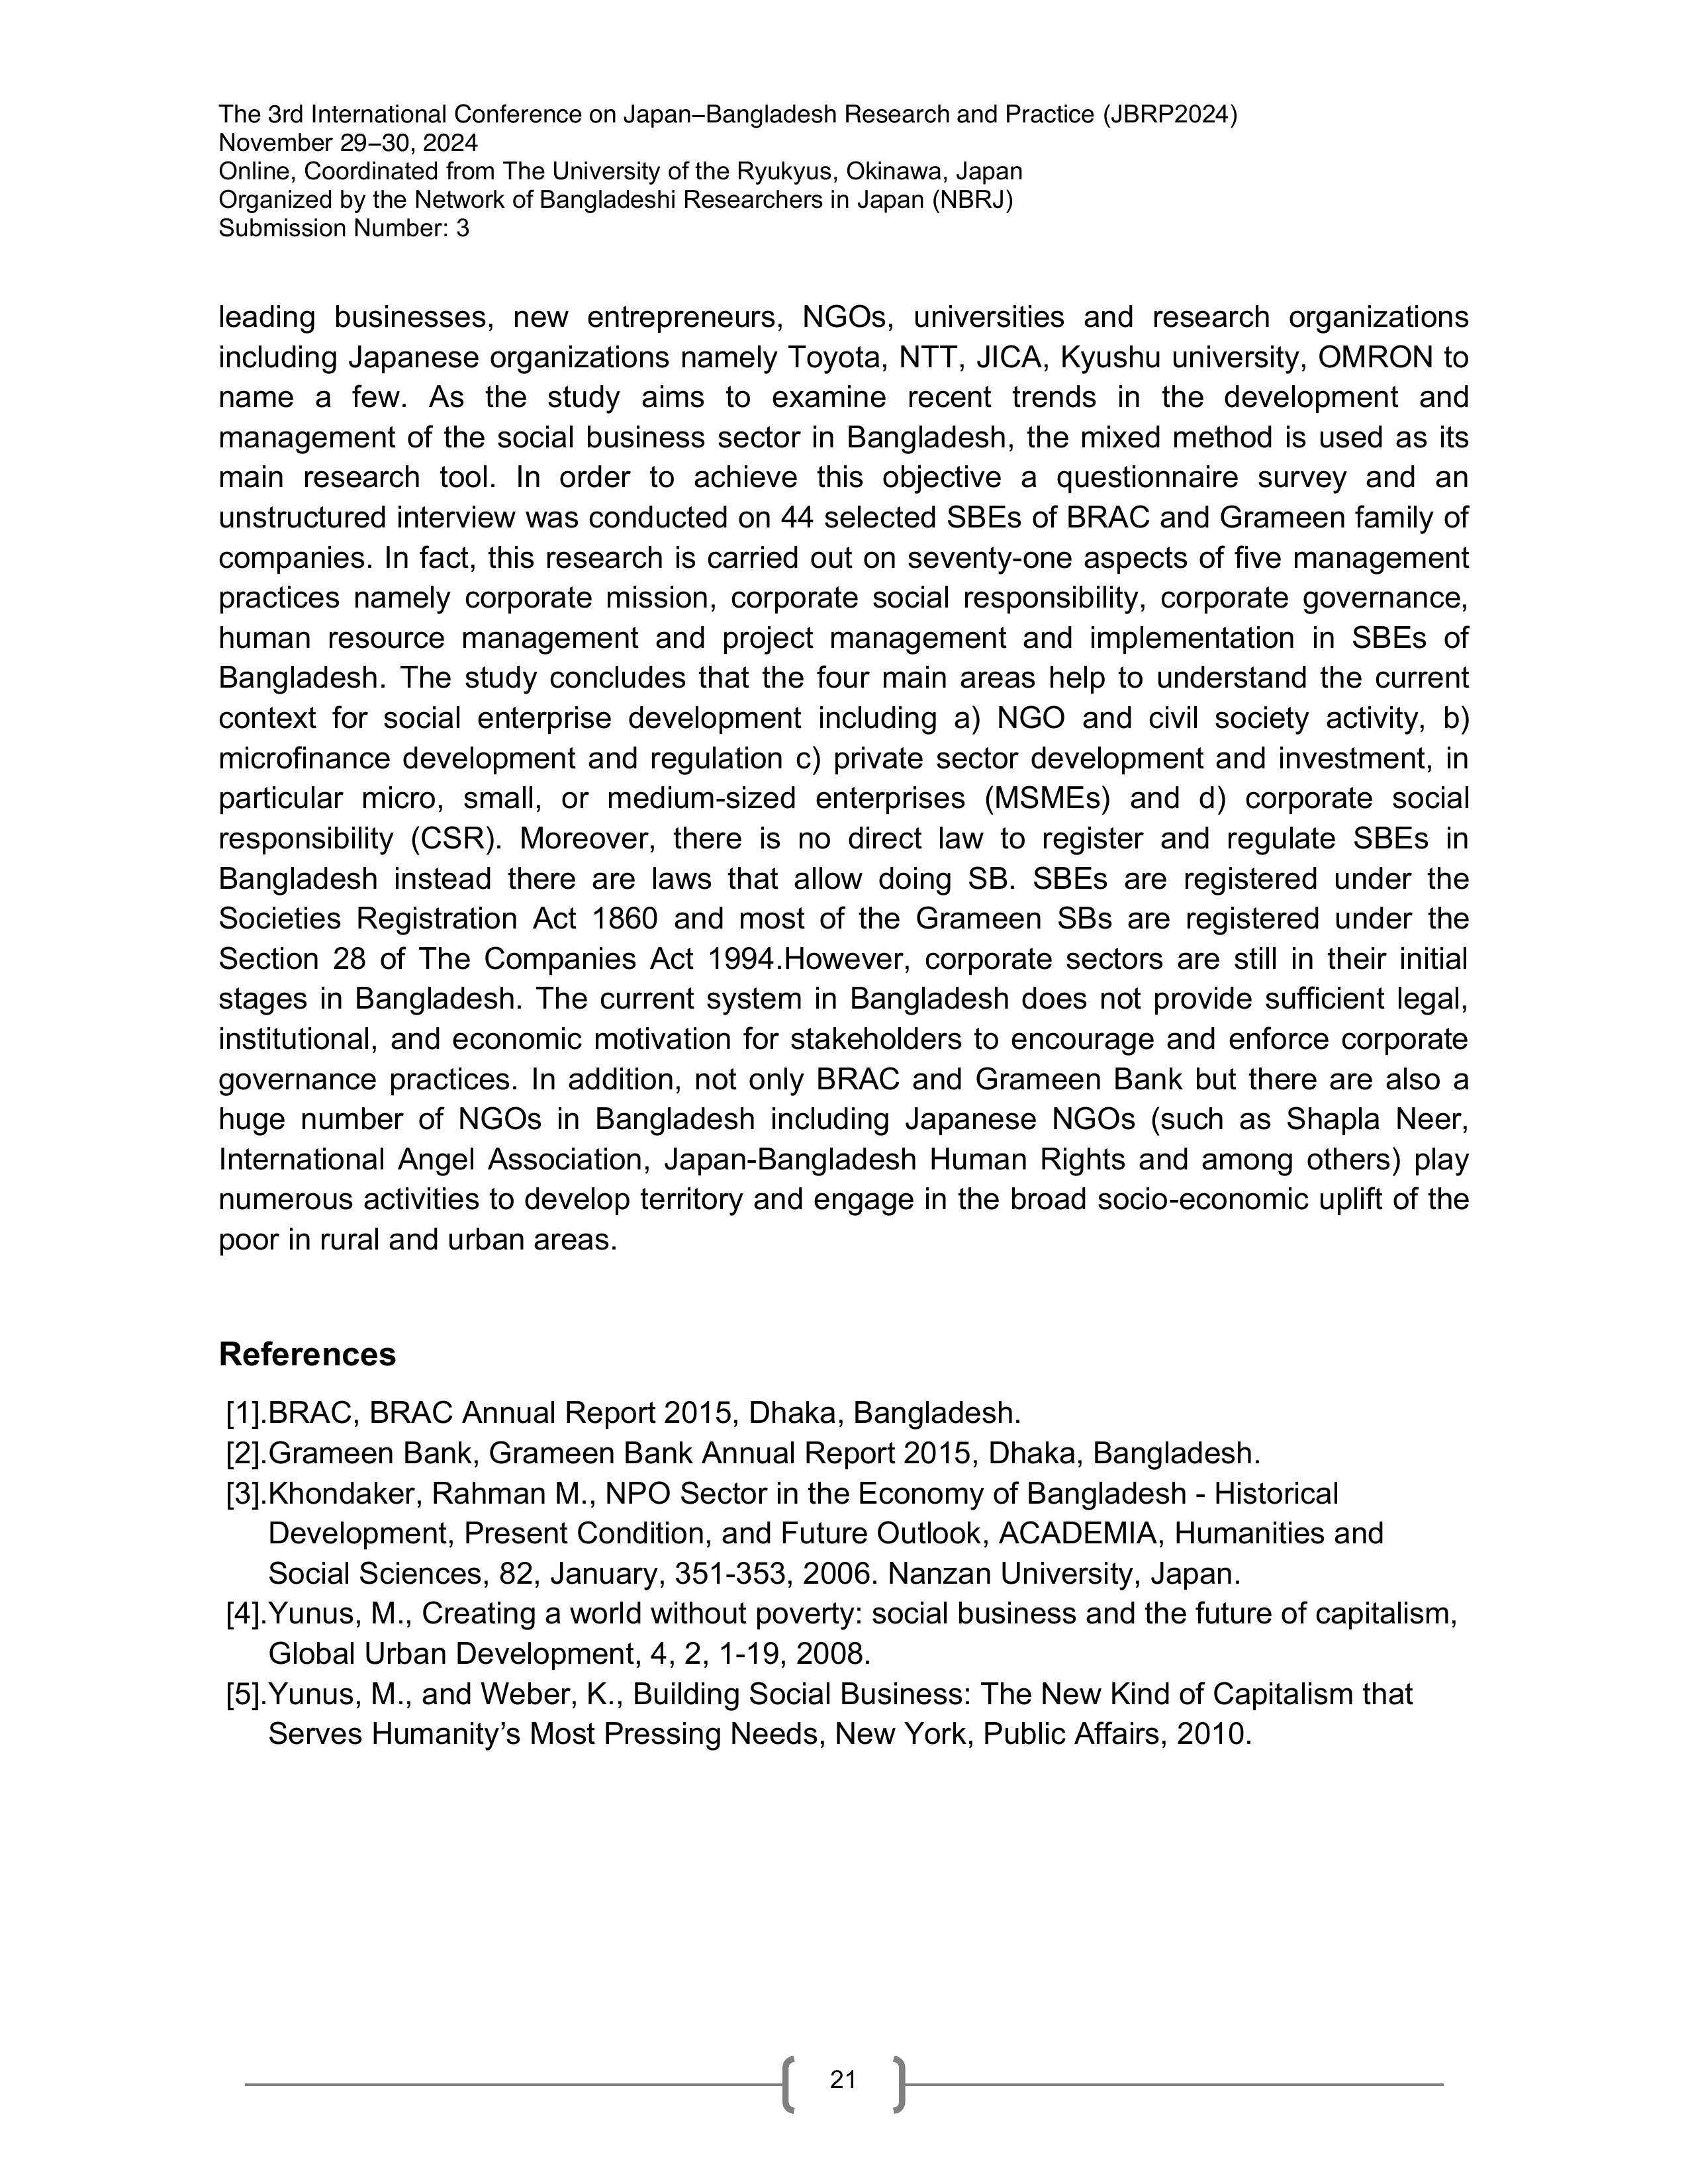 The 3rd International Conference on Japan–Bangladesh Research and Practice (JBRP2024)
November 29–30, 2024
Online, Coordinated from The University of the Ryukyus, Okinawa, Japan
Organized by the Network of Bangladeshi Researchers in Japan (NBRJ)
Submission Number: 3
leading businesses, new entrepreneurs, NGOs, universities and research organizations
including Japanese organizations namely Toyota, NTT, JICA, Kyushu university, OMRON to
name a few. As the study aims to examine recent trends in the development and
management of the social business sector in Bangladesh, the mixed method is used as its
main research tool. In order to achieve this objective a questionnaire survey and an
unstructured interview was conducted on 44 selected SBEs of BRAC and Grameen family of
companies. In fact, this research is carried out on seventy-one aspects of five management
practices namely corporate mission, corporate social responsibility, corporate governance,
human resource management and project management and implementation in SBEs of
Bangladesh. The study concludes that the four main areas help to understand the current
context for social enterprise development including a) NGO and civil society activity, b)
microfinance development and regulation c) private sector development and investment, in
particular micro, small, or medium-sized enterprises (MSMEs) and d) corporate social
responsibility (CSR). Moreover, there is no direct law to register and regulate SBEs in
Bangladesh instead there are laws that allow doing SB. SBEs are registered under the
Societies Registration Act 1860 and most of the Grameen SBs are registered under the
Section 28 of The Companies Act 1994.However, corporate sectors are still in their initial
stages in Bangladesh. The current system in Bangladesh does not provide sufficient legal,
institutional, and economic motivation for stakeholders to encourage and enforce corporate
governance practices. In addition, not only BRAC and Grameen Bank but there are also a
huge number of NGOs in Bangladesh including Japanese NGOs (such as Shapla Neer,
International Angel Association, Japan-Bangladesh Human Rights and among others) play
numerous activities to develop territory and engage in the broad socio-economic uplift of the
poor in rural and urban areas.
References
[1].BRAC, BRAC Annual Report 2015, Dhaka, Bangladesh.
[2].Grameen Bank, Grameen Bank Annual Report 2015, Dhaka, Bangladesh.
[3].Khondaker, Rahman M., NPO Sector in the Economy of Bangladesh - Historical
Development, Present Condition, and Future Outlook, ACADEMIA, Humanities and
Social Sciences, 82, January, 351-353, 2006. Nanzan University, Japan.
[4].Yunus, M., Creating a world without poverty: social business and the future of capitalism,
Global Urban Development, 4, 2, 1-19, 2008.
[5].Yunus, M., and Weber, K., Building Social Business: The New Kind of Capitalism that
Serves Humanity’s Most Pressing Needs, New York, Public Affairs, 2010.
21